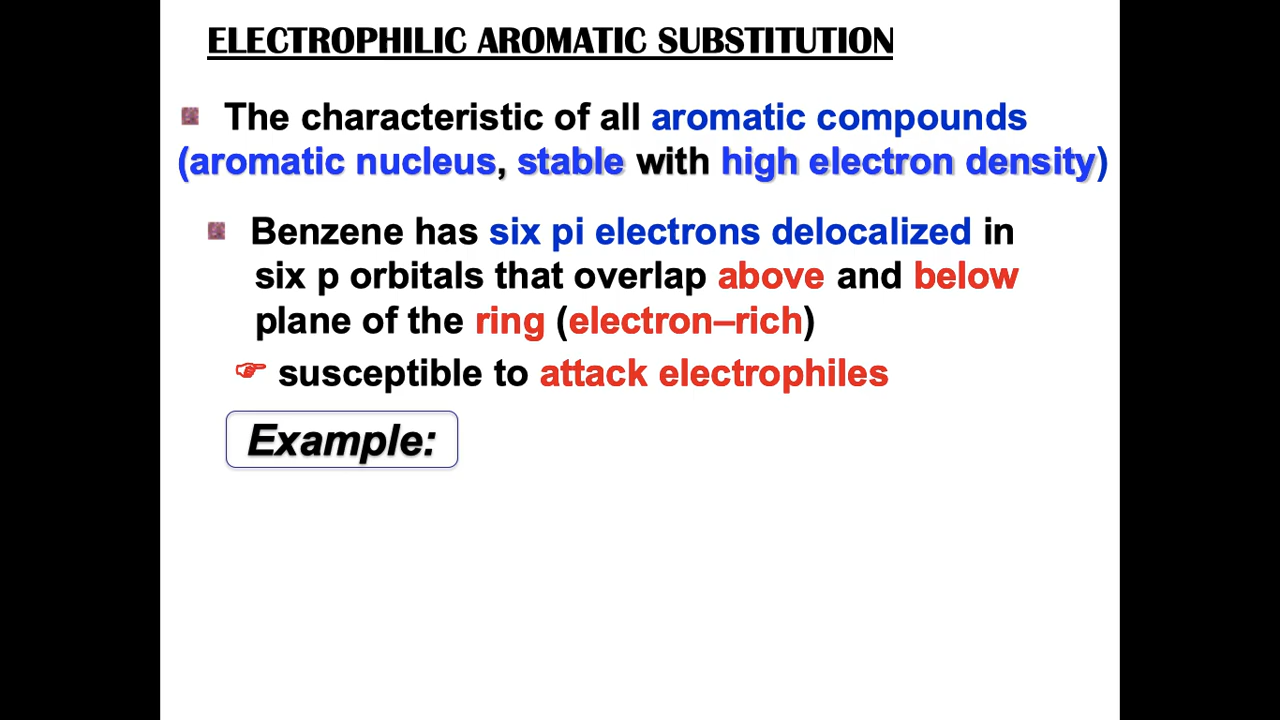 ELECTROPHILIC AROMATIC SUBSTITUTION
The characteristic of all aromatic compounds
(aromatic nucleus, stable with high electron density)
Benzene has six pi electrons delocalized in
six p orbitals that overlap above and below
plane of the ring (electron–rich)
☞ susceptible to attack electrophiles
Example: